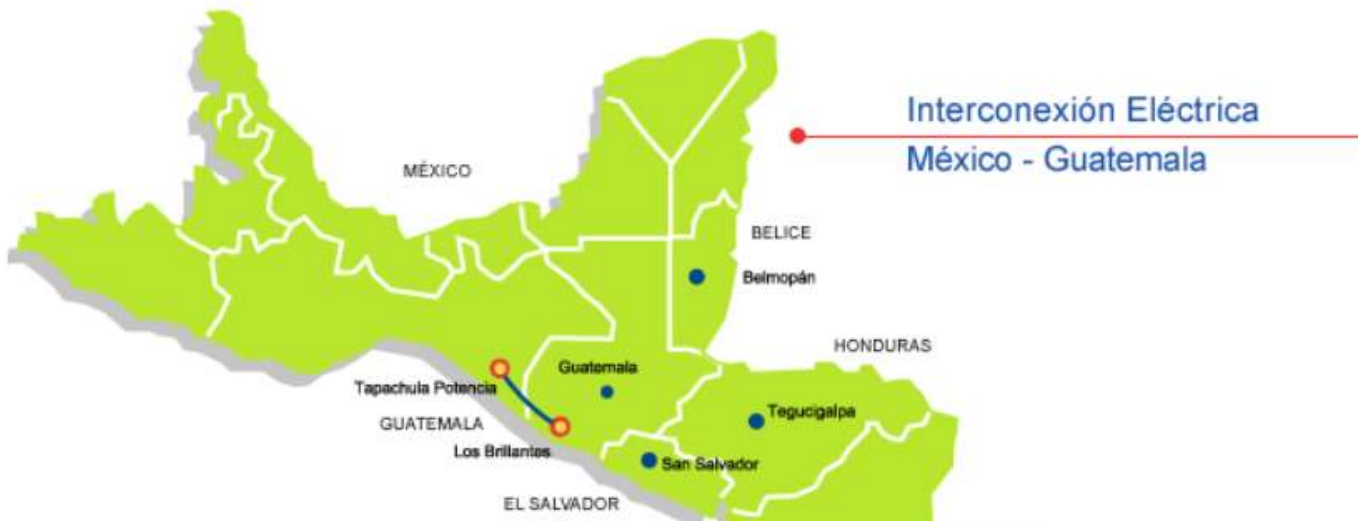 Interconexión Eléctrica
México - Guatemala
MÉXICO
BELICE
Belmopán
HONDURAS
Guatemala
Tapachula Potencia
Tegucigalpa
GUATEMALA
Los Brillantes
San Salvador
EL SALVADOR